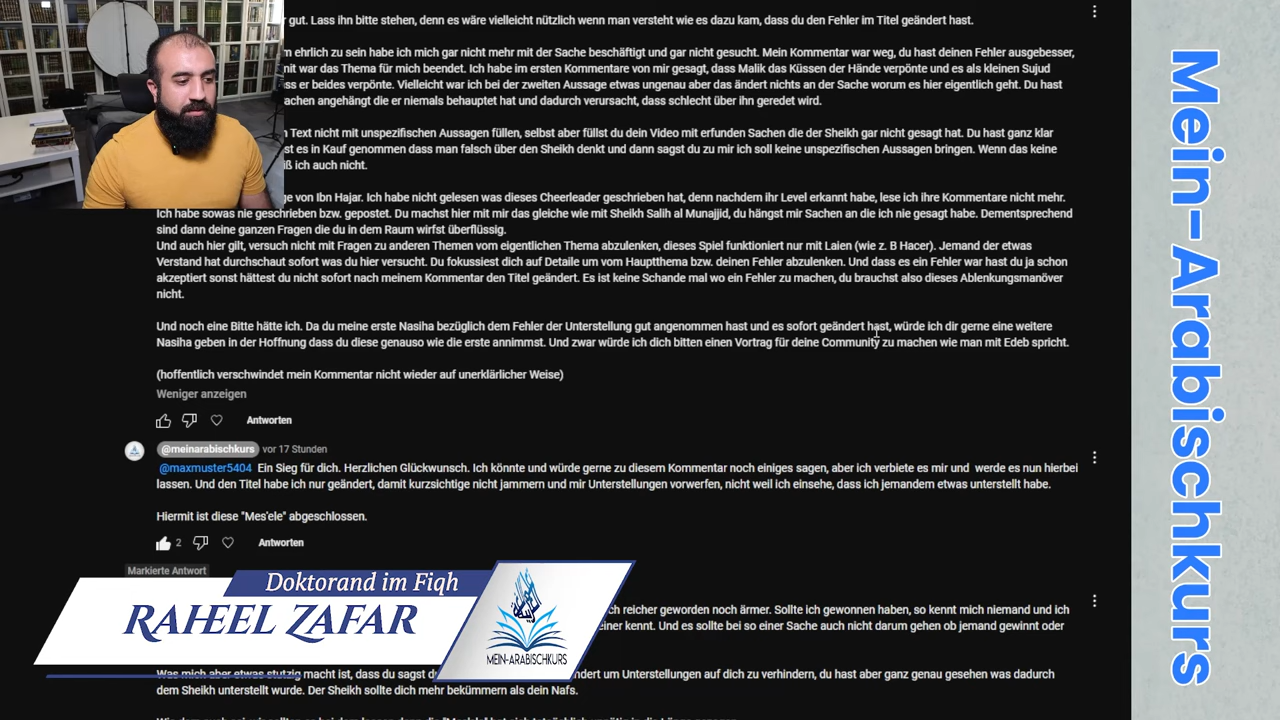 r gut. Lass ihn bitte stehen, denn es wäre vielleicht nützlich wenn man versteht wie es dazu kam, dass du den Fehler im Titel geändert hast.
m ehrlich zu sein habe ich mich gar nicht mehr mit der Sache beschäftigt und gar nicht gesucht. Mein Kommentar war weg, du hast deinen Fehler ausgebesser,
nit war das Thema für mich beendet. Ich habe im ersten Kommentare von mir gesagt, dass Malik das Küssen der Hände verpönte und es als kleinen Sujud
ss er beides verpönte. Vielleicht war ich bei der zweiten Aussage etwas ungenau aber das ändert nichts an der Sache worum es hier eigentlich geht. Du hast
achen angehängt die er niemals behauptet hat und dadurch verursacht, dass schlecht über ihn geredet wird.
n Text nicht mit unspezifischen Aussagen füllen, selbst aber füllst du dein Video mit erfunden Sachen die der Sheikh gar nicht gesagt hat. Du hast ganz klar
st es in Kauf genommen dass man falsch über den Sheikh denkt und dann sagst du zu mir ich soll keine unspezifischen Aussagen bringen. Wenn das keine
iß ich auch nicht.
ge von Ibn Hajar. Ich habe nicht gelesen was dieses Cheerleader geschrieben hat, denn nachdem ihr Level erkannt habe, lese ich ihre Kommentare nicht mehr.
Ich habe sowas nie geschrieben bzw. gepostet. Du machst hier mit mir das gleiche wie mit Sheikh Salih al Munajjid, du hängst mir Sachen an die ich nie gesagt habe. Dementsprechend
sind dann deine ganzen Fragen die du in dem Raum wirfst überflüssig.
Und auch hier gilt, versuch nicht mit Fragen zu anderen Themen vom eigentlichen Thema abzulenken, dieses Spiel funktioniert nur mit Laien (wie z. B Hacer). Jemand der etwas
Verstand hat durchschaut sofort was du hier versucht. Du fokussiest dich auf Detaile um vom Hauptthema bzw. deinen Fehler abzulenken. Und dass es ein Fehler war hast du ja schon
akzeptiert sonst hättest du nicht sofort nach meinem Kommentar den Titel geändert. Es ist keine Schande mal wo ein Fehler zu machen, du brauchst also dieses Ablenkungsmanöver
nicht.
Und noch eine Bitte hätte ich. Da du meine erste Nasiha bezüglich dem Fehler der Unterstellung gut angenommen hast und es sofort geändert hast, würde ich dir gerne eine weitere
Nasiha geben in der Hoffnung dass du diese genauso wie die erste annimmst. Und zwar würde ich dich bitten einen Vortrag für deine Community zu machen wie man mit Edeb spricht.
(hoffentlich verschwindet mein Kommentar nicht wieder auf unerklärlicher Weise)
Weniger anzeigen
Antworten
@meinarabischkurs vor 17 Stunden
@maxmuster5404 Ein Sieg für dich. Herzlichen Glückwunsch. Ich könnte und würde gerne zu diesem Kommentar noch einiges sagen, aber ich verbiete es mir und werde es nun hierbei
lassen. Und den Titel habe ich nur geändert, damit kurzsichtige nicht jammern und mir Unterstellungen vorwerfen, nicht weil ich einsehe, dass ich jemandem etwas unterstellt habe.
Hiermit ist diese "Mes'ele" abgeschlossen.
2 Antworten
Markierte Antwort
ch reicher geworden noch ärmer. Sollte ich gewonnen haben, so kennt mich niemand und ich
einer kennt. Und es sollte bei so einer Sache auch nicht darum gehen ob jemand gewinnt oder
Was mich aber etwas stutzig macht ist, dass du sagst d
ndert um Unterstellungen auf dich zu verhindern, du hast aber ganz genau gesehen was dadurch
dem Sheikh unterstellt wurde. Der Sheikh sollte dich mehr bekümmern als dein Nafs.
Doktorand im Fiqh
RAHEEL ZAFAR
MEIN-ARABISCHKURS
Mein-Arabischkurs